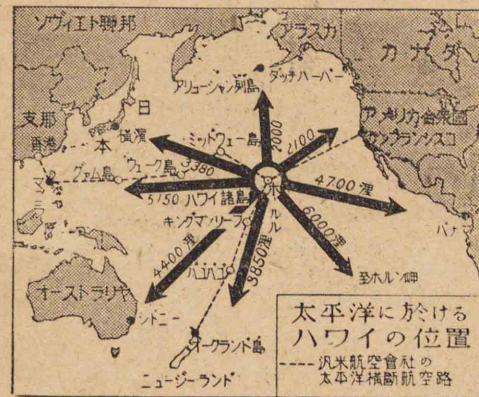 ソヴィエト聯邦
アラスカ
カナダ
ダッチハーバー
アリューシャン列島
支那
日本
香港
横濱
ミッドウェー島
アメリカ合衆國
サンフランシスコ
2000
2100
グァム島
ウェーク島
3380
マニラ
ホノルル
4700浬
5150
ハワイ諸島
キングマンリーフ
6000浬
パナマ
4400浬
パゴパゴ
3850浬
至ホルン岬
オーストラリヤ
シドニー
オークランド島
ニュージーランド
太平洋に於ける
ハワイの位置
汎米航空會社の
太平洋横斷航空路